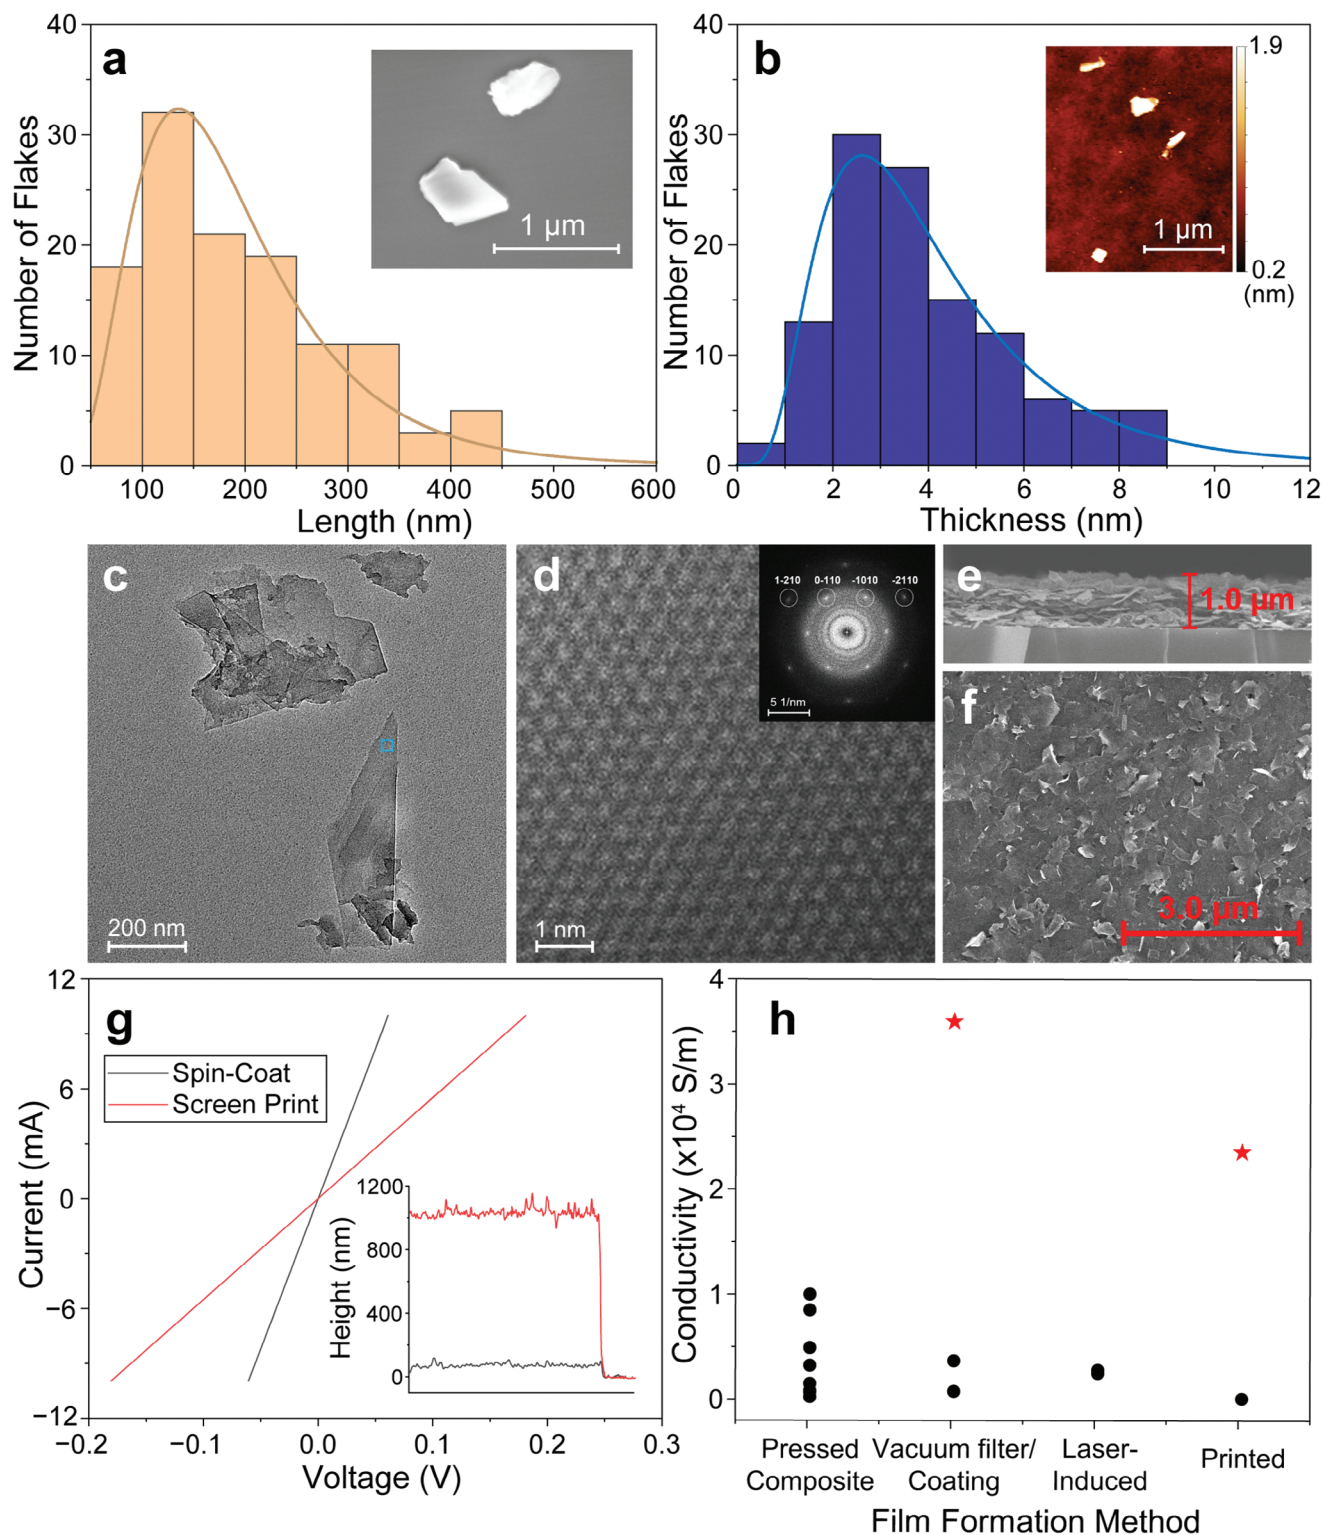 a
40
30
20
10
0
Number of Flakes
1 μm
100 200 300 400 500 600
Length (nm)
b
40
30
20
10
0
Number of Flakes
1 μm
1.9
0.2
(nm)
0 2 4 6 8 10 12
Thickness (nm)
c
200 nm
d
1-210 0-110 -1010 -2110
5 1/nm
1 nm
e
1.0 μm
f
3.0 μm
g
12
6
0
−6
−12
Current (mA)
Spin-Coat
Screen Print
1200
800
400
0
Height (nm)
−0.2 −0.1 0.0 0.1 0.2 0.3
Voltage (V)
h
4
3
2
1
0
Conductivity (x10⁴ S/m)
Pressed
Composite
Vacuum filter/
Coating
Laser-
Induced
Printed
Film Formation Method